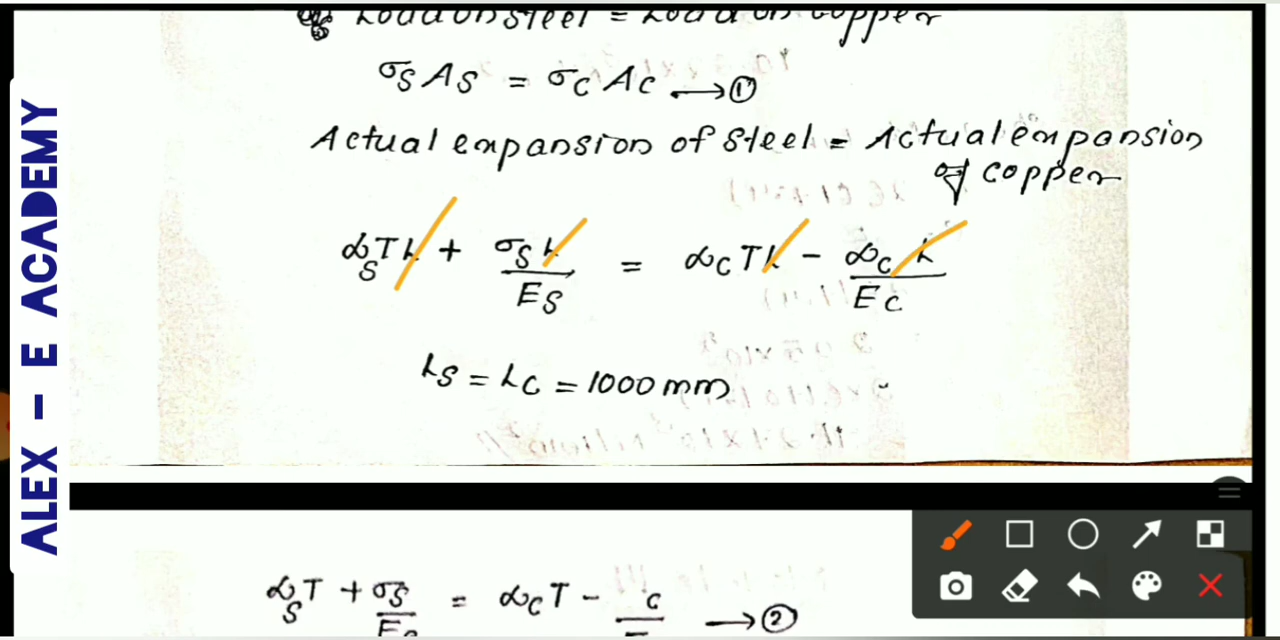 Load on Steel = Load on Copper
σS AS = σC AC → ①
Actual expansion of Steel = Actual expansion
of copper
αS T L + σS L / ES = αC T L - αC L / EC
LS = LC = 1000 mm
αS T + σS / ES = αC T - C → ②
ALEX - E ACADEMY